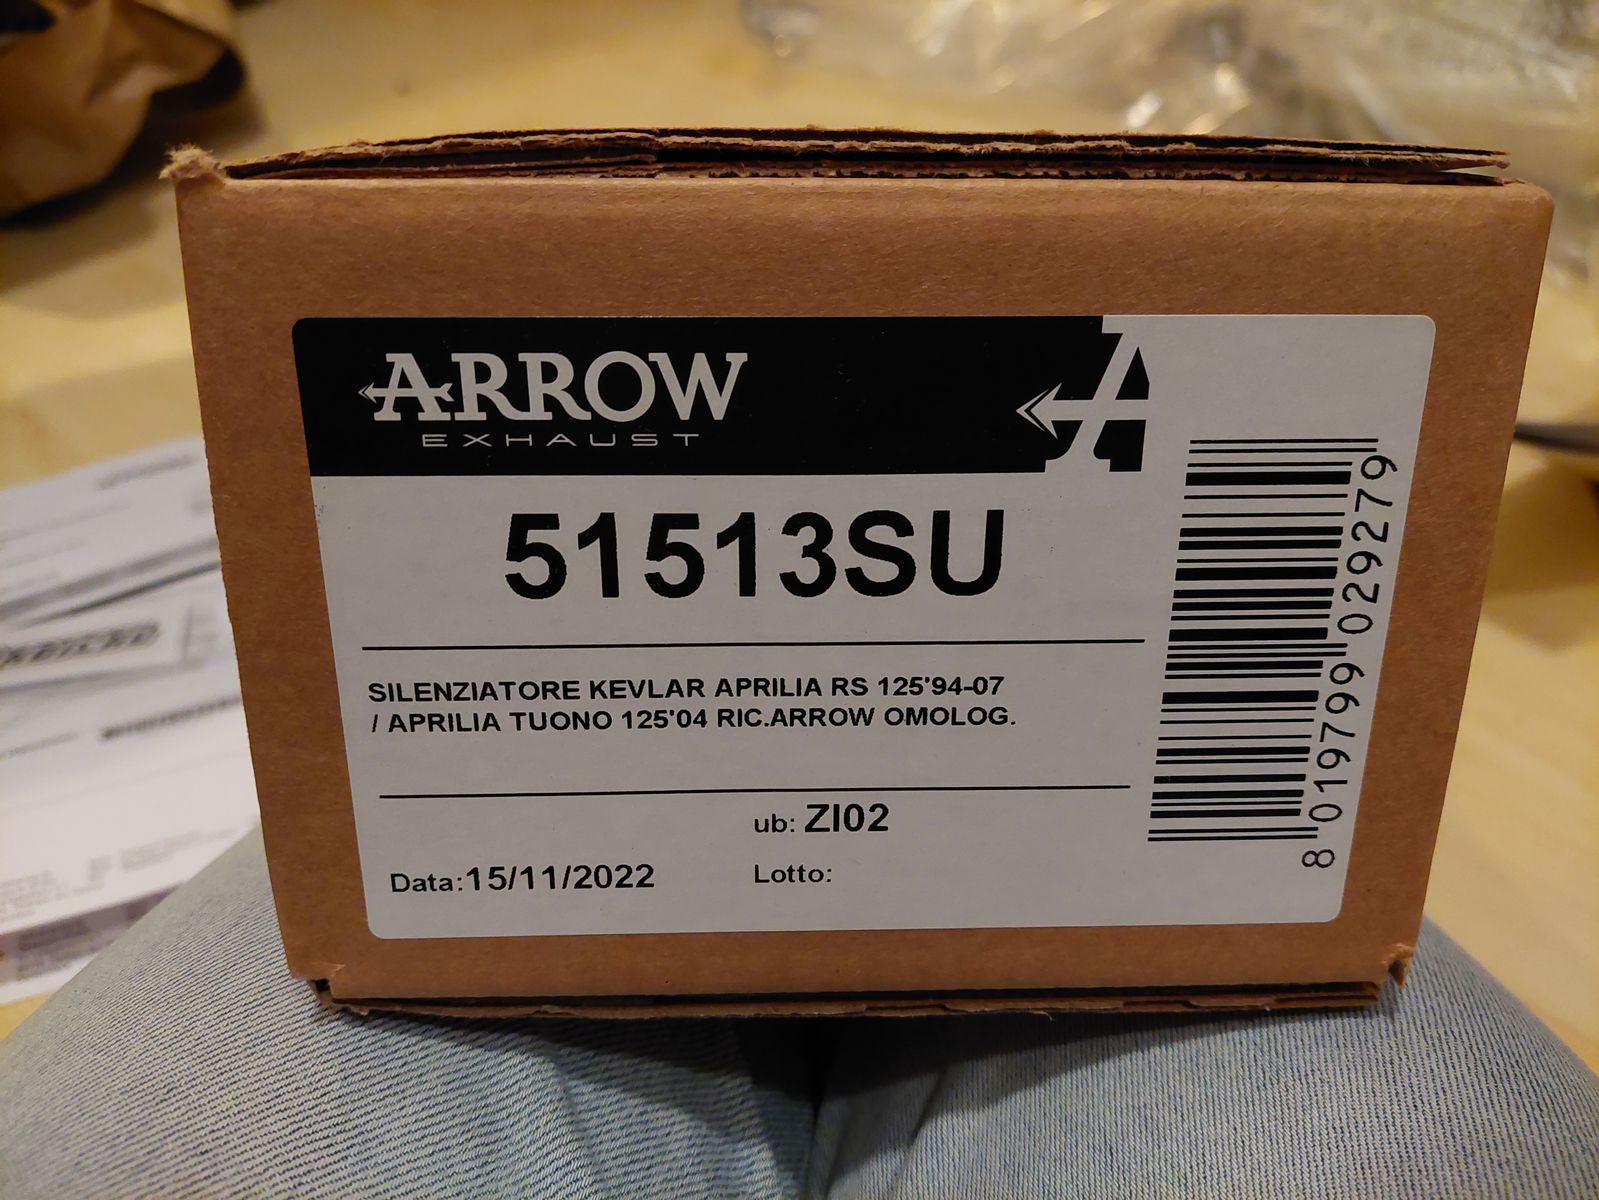 ARROW
EXHAUST
51513SU
SILENZIATORE KEVLAR APRILIA RS 125'94-07
/ APRILIA TUONO 125'04 RIC.ARROW OMOLOG.
ub: ZI02
Data:15/11/2022
Lotto:
8 019799 029279